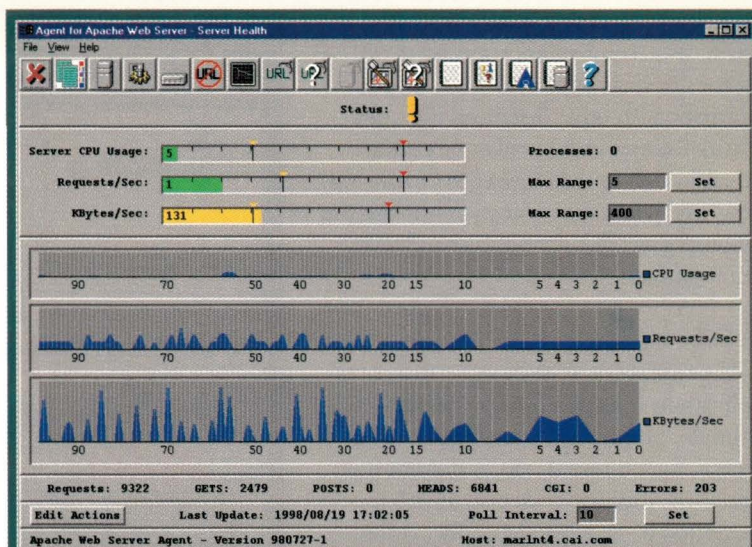 Agent for Apache Web Server - Server Health
File View Help
URL URL
Status:
Server CPU Usage: 5 Processes: 0
Requests/Sec: 1 Max Range: 5 Set
KBytes/Sec: 131 Max Range: 400 Set
90 70 50 40 30 20 15 10 5 4 3 2 1 0 CPU Usage
90 70 50 40 30 20 15 10 5 4 3 2 1 0 Requests/Sec
90 70 50 40 30 20 15 10 5 4 3 2 1 0 KBytes/Sec
Requests: 9322 GETS: 2479 POSTS: 0 HEADS: 6841 CGI: 0 Errors: 203
Edit Actions Last Update: 1998/08/19 17:02:05 Poll Interval: 10 Set
Apache Web Server Agent - Version 980727-1 Host: marlnt4.cai.com